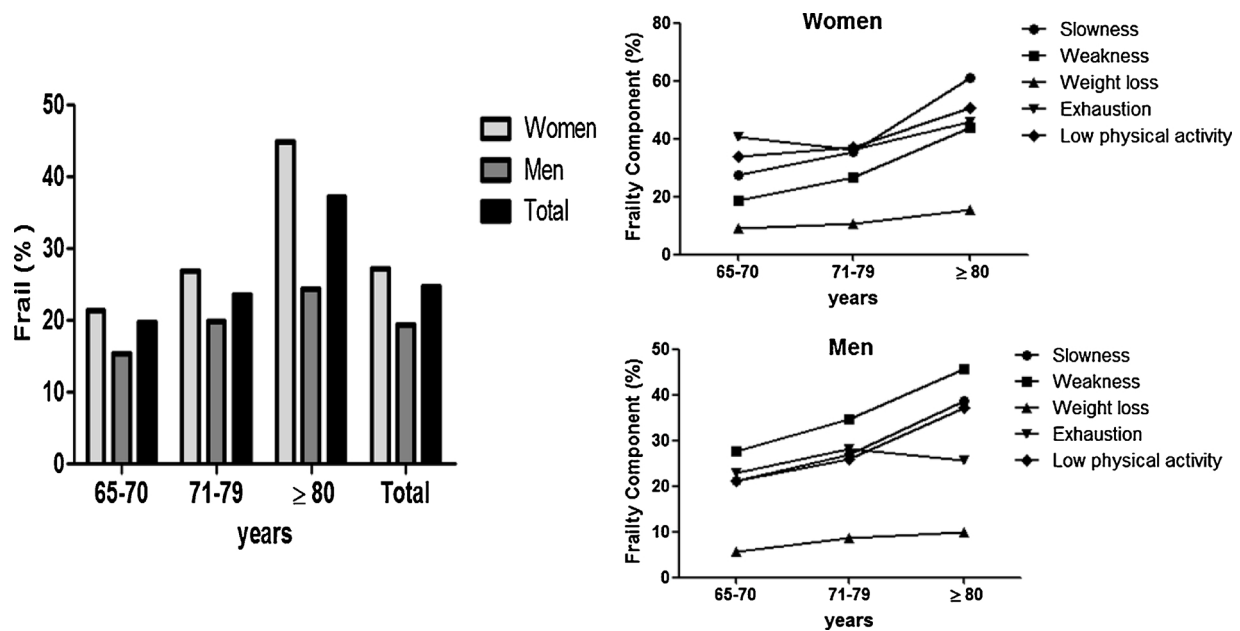 Frail (%)
50
40
30
20
10
0
65-70 71-79 ≥ 80 Total
years
Women
Men
Total
Women
Frailty Component (%)
80
60
40
20
0
65-70 71-79 ≥ 80
years
Slowness
Weakness
Weight loss
Exhaustion
Low physical activity
Men
Frailty Component (%)
50
40
30
20
10
0
65-70 71-79 ≥ 80
years
Slowness
Weakness
Weight loss
Exhaustion
Low physical activity